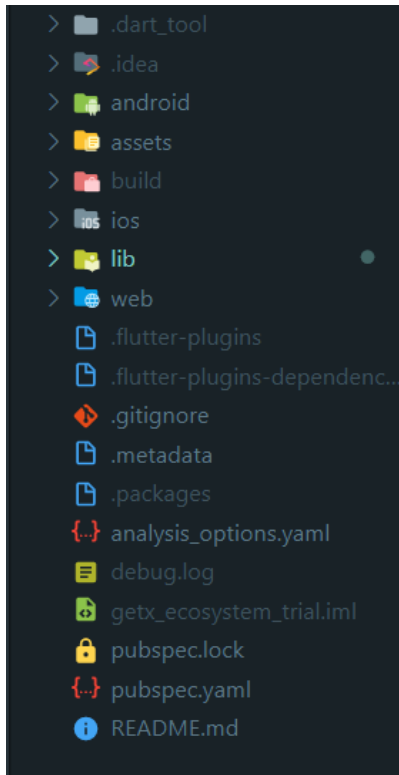 .dart_tool
.idea
android
assets
build
iOS ios
lib
web
.flutter-plugins
.flutter-plugins-dependenc...
.gitignore
.metadata
.packages
{...} analysis_options.yaml
debug.log
getx_ecosystem_trial.iml
pubspec.lock
{...} pubspec.yaml
README.md